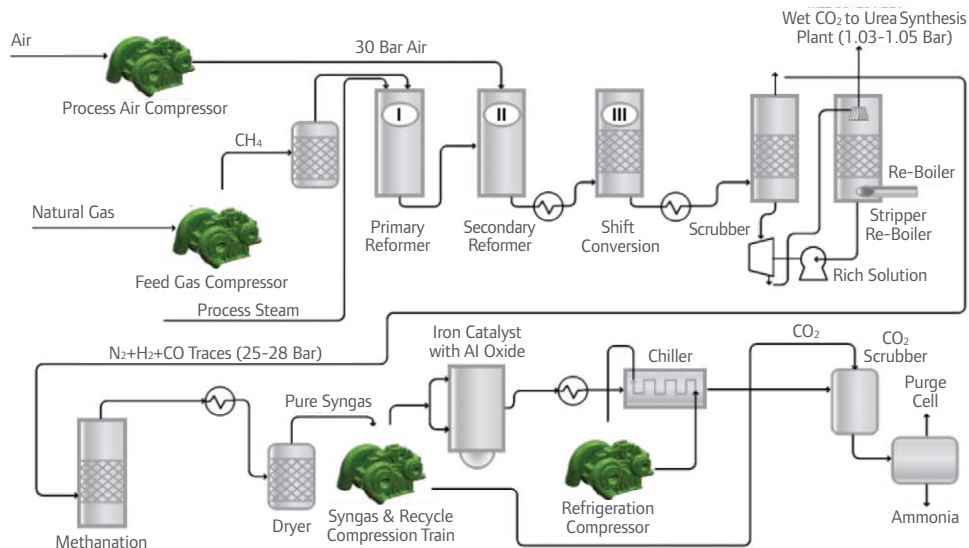 Wet CO₂ to Urea Synthesis
Plant (1.03-1.05 Bar)
Air
30 Bar Air
Process Air Compressor
I
II
III
CH₄
Re-Boiler
Natural Gas
Primary
Reformer
Secondary
Reformer
Shift
Conversion
Scrubber
Stripper
Re-Boiler
Feed Gas Compressor
Rich Solution
Process Steam
N₂+H₂+CO Traces (25-28 Bar)
Iron Catalyst
with Al Oxide
Chiller
CO₂
CO₂
Scrubber
Purge
Cell
Pure Syngas
Methanation
Dryer
Syngas & Recycle
Compression Train
Refrigeration
Compressor
Ammonia